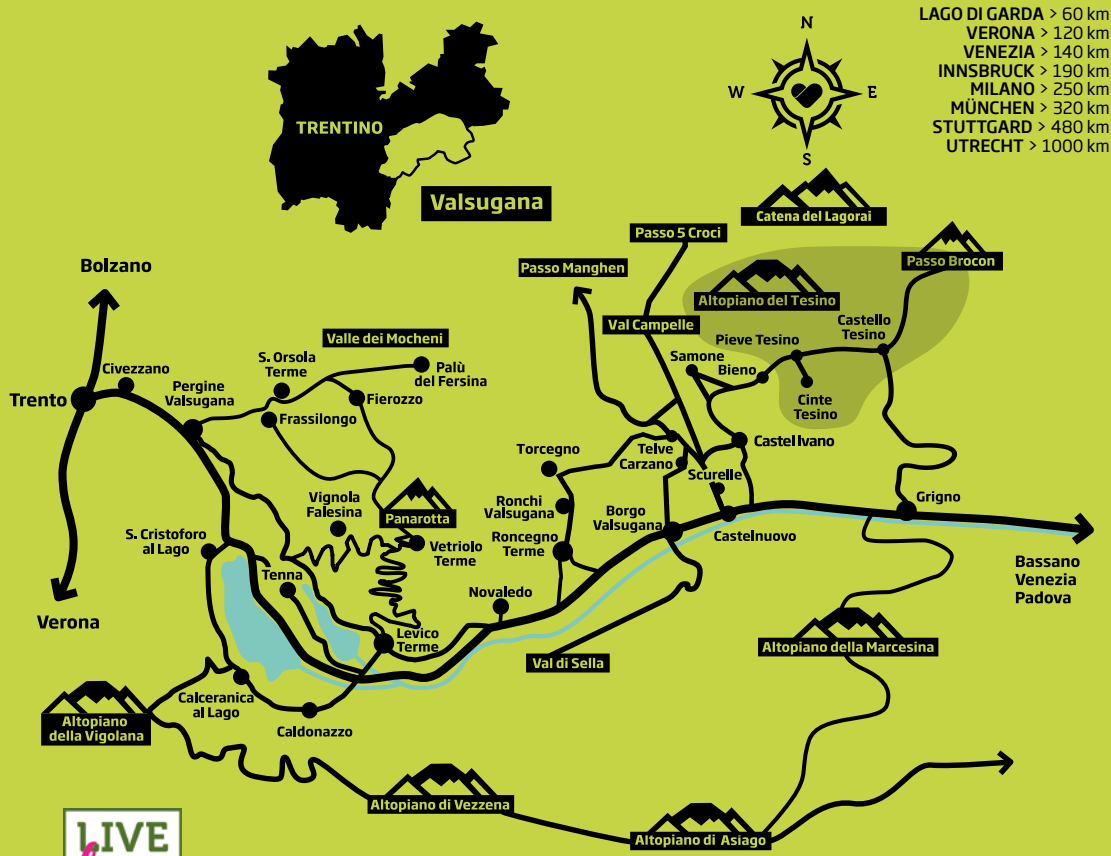 LAGO DI GARDA > 60 km
VERONA > 120 km
VENEZIA > 140 km
INNSBRUCK > 190 km
MILANO > 250 km
MÜNCHEN > 320 km
STUTTGARD > 480 km
UTRECHT > 1000 km
N
W
E
S
TRENTINO
Valsugana
Catena del Lagorai
Passo 5 Croci
Passo Manghen
Passo Brocon
Altopiano del Tesino
Val Campelle
Bolzano
Valle dei Mocheni
Castello
Tesino
Pieve Tesino
Samone
Bieno
Cinte
Tesino
Civezzano
S. Orsola
Terme
Palù
del Fersina
Pergine
Valsugana
Fierozzo
Trento
Frassilongo
Castel Ivano
Telve
Carzano
Torcegno
Scurelle
Vignola
Falesina
Panarotta
Ronchi
Valsugana
Borgo
Valsugana
Grigno
S. Cristoforo
al Lago
Vetriolo
Terme
Roncegno
Terme
Castelnuovo
Bassano
Venezia
Padova
Tenna
Novaledo
Verona
Levico
Terme
Val di Sella
Altopiano della Marcesina
Calceranica
al Lago
Altopiano
della Vigolana
Caldonazzo
Altopiano di Vezzena
Altopiano di Asiago
LIVE